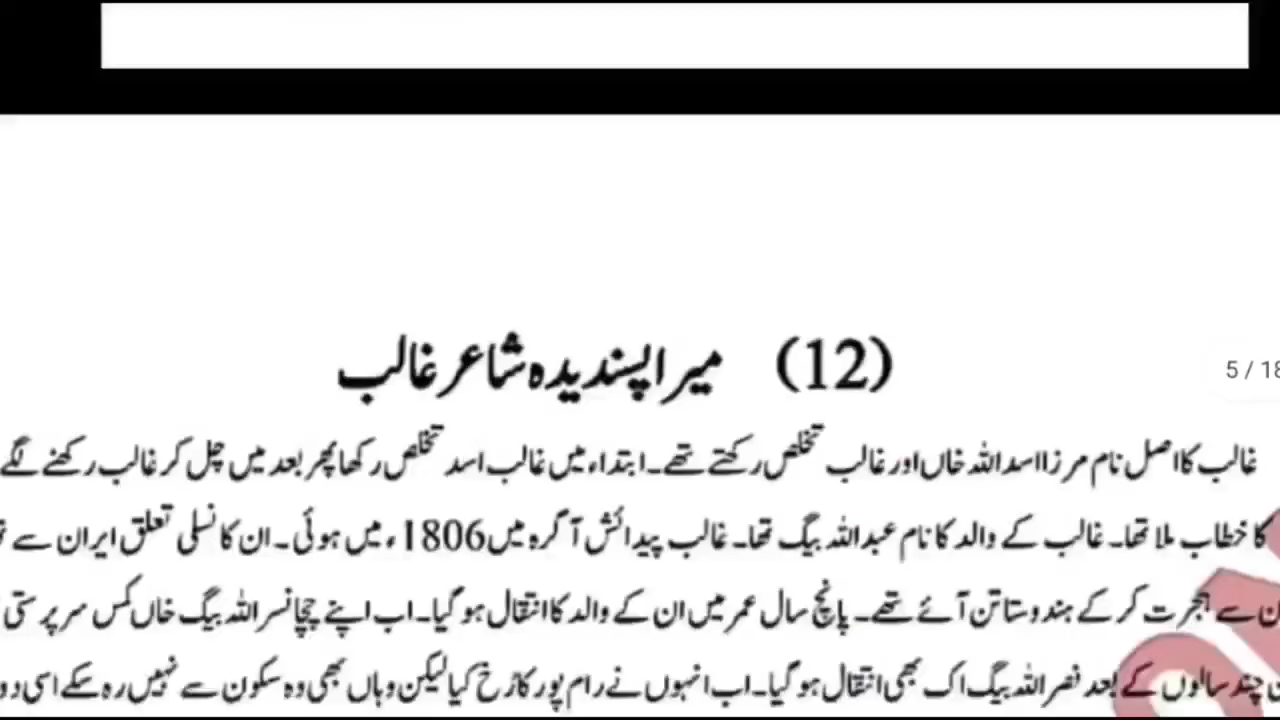 (12) میرا پسندیدہ شاعر غالب
5 / 18
غالب کا اصل نام مرزا اسد اللہ خاں اور غالب تخلص رکھتے تھے۔ ابتداء میں غالب اسد تخلص رکھا پھر بعد میں چل کر غالب رکھنے لگے
کا خطاب ملا تھا۔ غالب کے والد کا نام عبداللہ بیگ تھا۔ غالب پیدائش آگرہ میں 1806ء میں ہوئی۔ ان کا نسلی تعلق ایران سے
سے ہجرت کر کے ہندوستاتن آئے تھے۔ پانچ سال عمر میں ان کے والد کا انتقال ہو گیا۔ اب اپنے چچا نسر اللہ بیگ خاں کس سرپرستی
چند سالوں کے بعد نصر اللہ بیگ اک بھی انتقال ہو گیا۔ اب انہوں نے رام پور کا رخ کیا لیکن وہاں بھی وہ سکون سے نہیں رہ سکے اسی